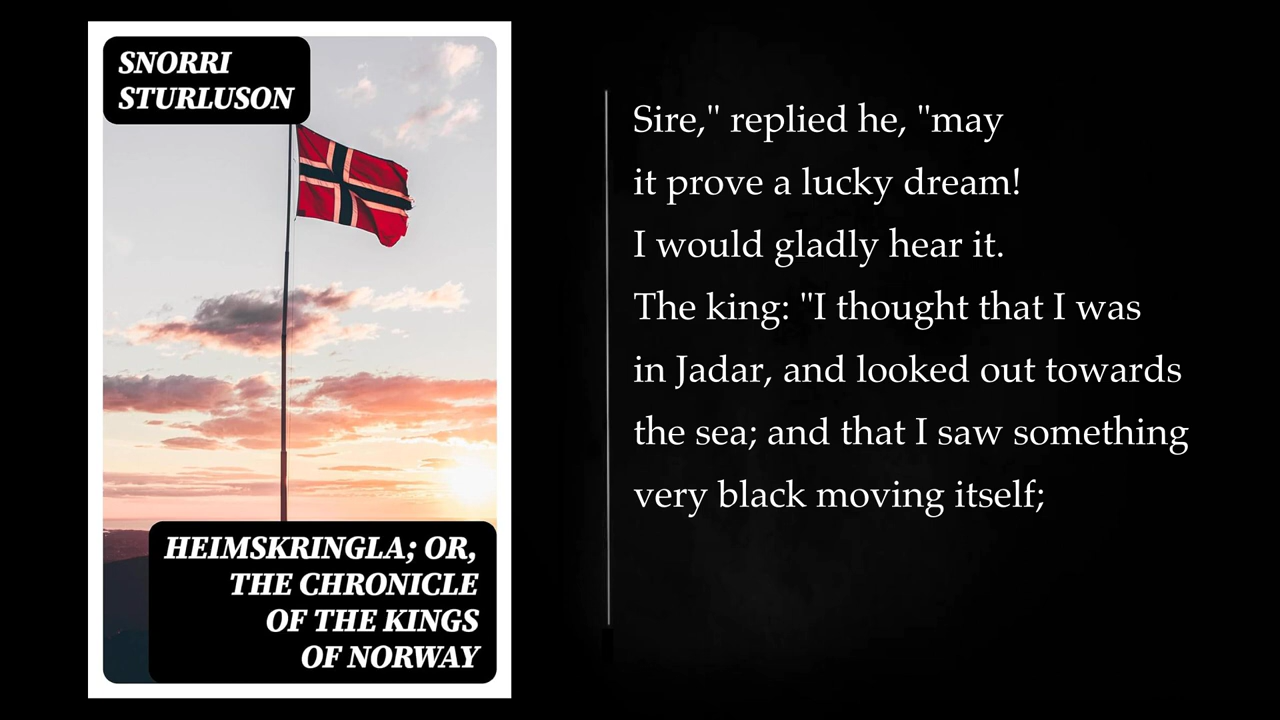 SNORRI
STURLUSON
HEIMSKRINGLA; OR,
THE CHRONICLE
OF THE KINGS
OF NORWAY
Sire," replied he, "may
it prove a lucky dream!
I would gladly hear it.
The king: "I thought that I was
in Jadar, and looked out towards
the sea; and that I saw something
very black moving itself;